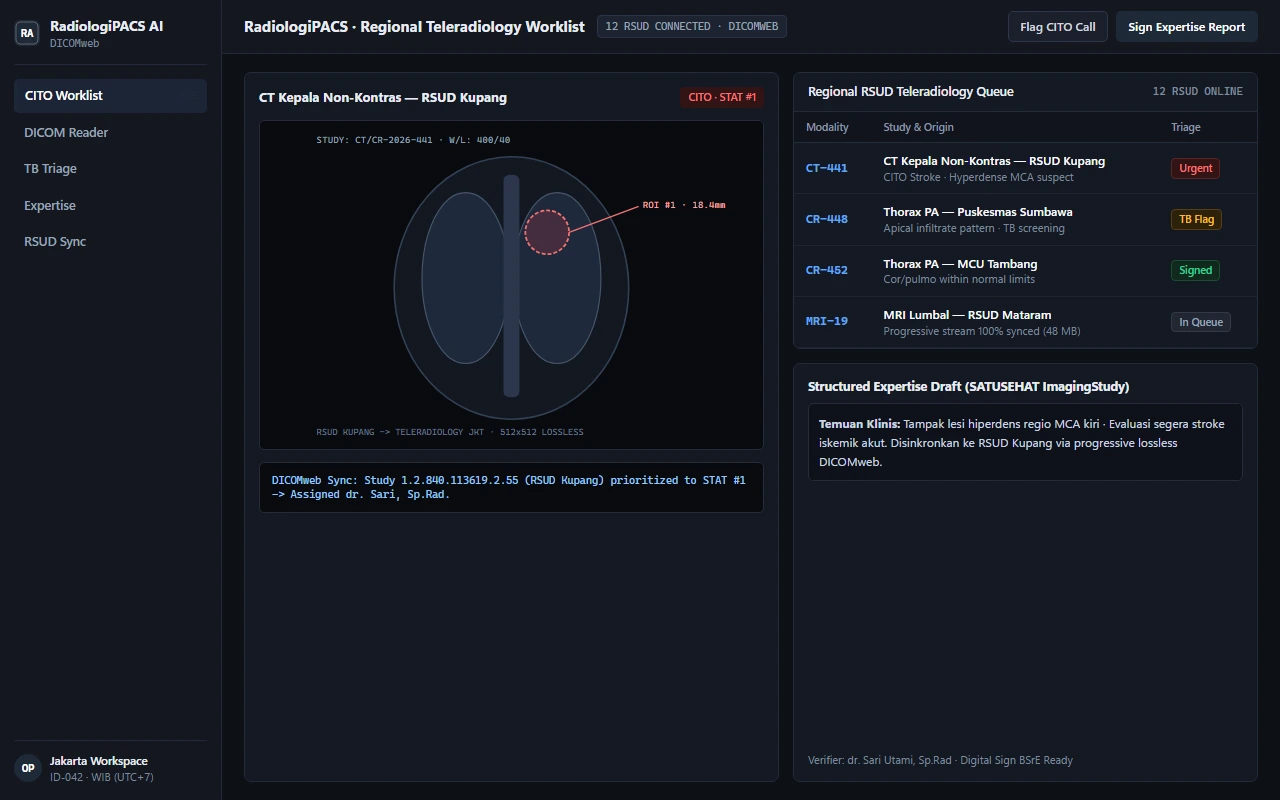 RA
RadiologiPACS AI
DICOMweb
CITO Worklist
DICOM Reader
TB Triage
Expertise
RSUD Sync
OP
Jakarta Workspace
ID-042 · WIB (UTC+7)
RadiologiPACS · Regional Teleradiology Worklist
12 RSUD CONNECTED · DICOMWEB
Flag CITO Call
Sign Expertise Report
CT Kepala Non-Kontras — RSUD Kupang
CITO · STAT #1
STUDY: CT/CR-2026-441 · W/L: 400/40
ROI #1 · 18.4mm
RSUD KUPANG -> TELERADIOLOGY JKT · 512x512 LOSSLESS
DICOMweb Sync: Study 1.2.840.113619.2.55 (RSUD Kupang) prioritized to STAT #1
-> Assigned dr. Sari, Sp.Rad.
Regional RSUD Teleradiology Queue
12 RSUD ONLINE
Modality
Study & Origin
Triage
CT-441
CT Kepala Non-Kontras — RSUD Kupang
CITO Stroke · Hyperdense MCA suspect
Urgent
CR-448
Thorax PA — Puskesmas Sumbawa
Apical infiltrate pattern · TB screening
TB Flag
CR-452
Thorax PA — MCU Tambang
Cor/pulmo within normal limits
Signed
MRI-19
MRI Lumbal — RSUD Mataram
Progressive stream 100% synced (48 MB)
In Queue
Structured Expertise Draft (SATUSEHAT ImagingStudy)
Temuan Klinis: Tampak lesi hiperdens regio MCA kiri · Evaluasi segera stroke
iskemik akut. Disinkronkan ke RSUD Kupang via progressive lossless
DICOMweb.
Verifier: dr. Sari Utami, Sp.Rad · Digital Sign BSrE Ready